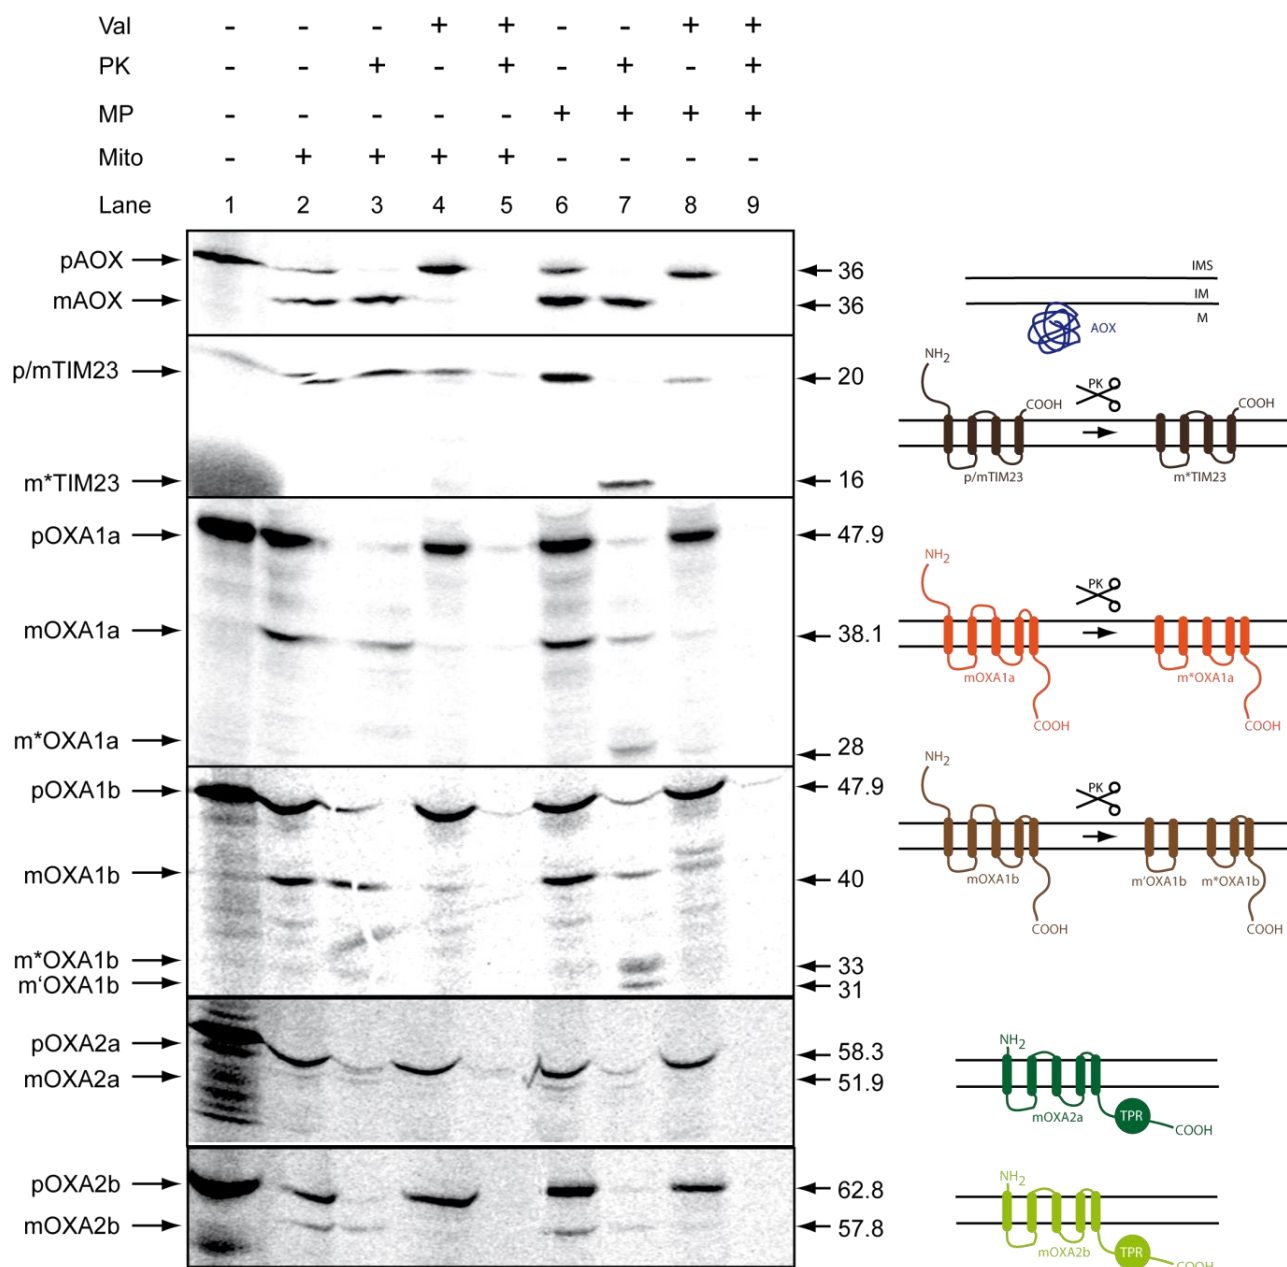 Val - - - + + - - + +
PK - - + - + - + - +
MP - - - - - + + + +
Mito - + + + + - - - -
Lane 1 2 3 4 5 6 7 8 9
pAOX 36
mAOX 36
IMS
IM
M
AOX
p/mTIM23 20
m*TIM23 16
NH2
PK
COOH COOH
p/mTIM23 m*TIM23
pOXA1a 47.9
mOXA1a 38.1
m*OXA1a 28
NH2
PK
mOXA1a m*OXA1a
COOH COOH
pOXA1b 47.9
mOXA1b 40
m*OXA1b 33
m‘OXA1b 31
NH2
PK
mOXA1b m’OXA1b m*OXA1b
COOH COOH
pOXA2a 58.3
mOXA2a 51.9
NH2
mOXA2a TPR COOH
pOXA2b 62.8
mOXA2b 57.8
NH2
mOXA2b TPR COOH